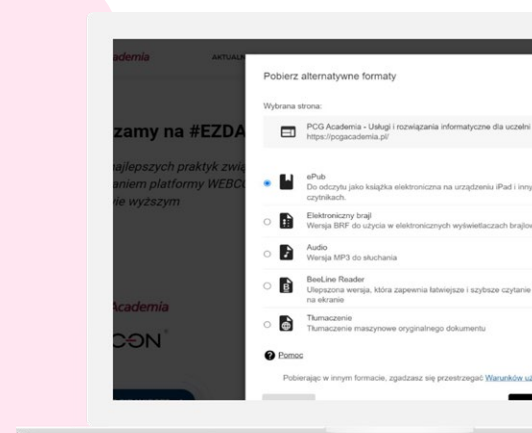 ademia
AKTUALN
zamy na #EZDA
ajlepszych praktyk zwią
aniem platformy WEBCO
ie wyższym
Academia
CON
Pobierz alternatywne formaty
Wybrana strona:
PCG Academia - Usługi i rozwiązania informatyczne dla uczelni
https://pcgacademia.pl/
ePub
Do odczytu jako książka elektroniczna na urządzeniu iPad i inny
czytnikach.
Elektroniczny brajl
Wersja BRF do użycia w elektronicznych wyświetlaczach brajlow
Audio
Wersja MP3 do słuchania
BeeLine Reader
Ulepszona wersja, która zapewnia łatwiejsze i szybsze czytanie
na ekranie
Tłumaczenie
Tłumaczenie maszynowe oryginalnego dokumentu
Pomoc
Pobierając w innym formacie, zgadzasz się przestrzegać Warunków uż